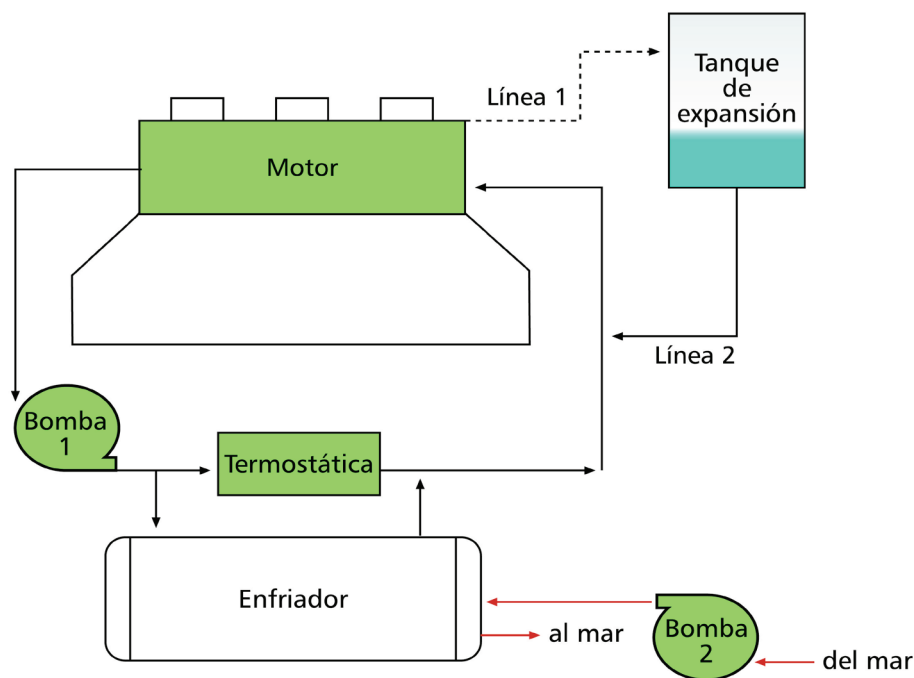 Tanque
de
expansión
Línea 1
Motor
Línea 2
Bomba
1
Termostática
Enfriador
al mar
Bomba
2
del mar